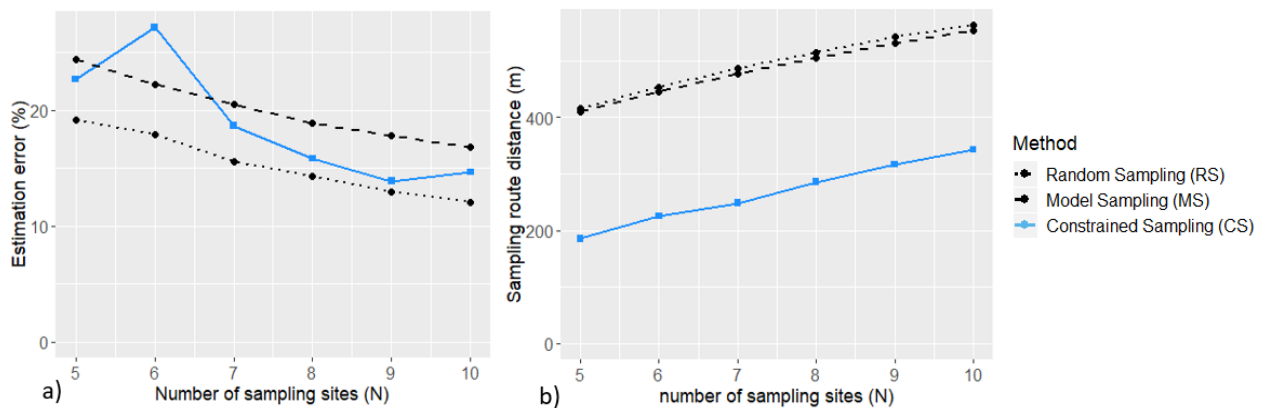 Estimation error (%)
20
10
0
5 6 7 8 9 10
Number of sampling sites (N)
a)
Sampling route distance (m)
400
200
0
5 6 7 8 9 10
number of sampling sites (N)
b)
Method
Random Sampling (RS)
Model Sampling (MS)
Constrained Sampling (CS)